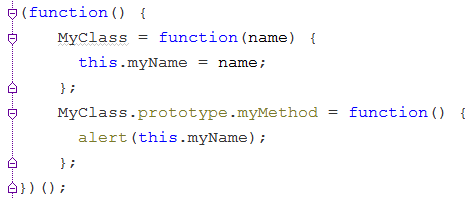 (function() {
    MyClass = function(name) {
      this.myName = name;
    };
    MyClass.prototype.myMethod = function() {
      alert(this.myName);
    };
})();